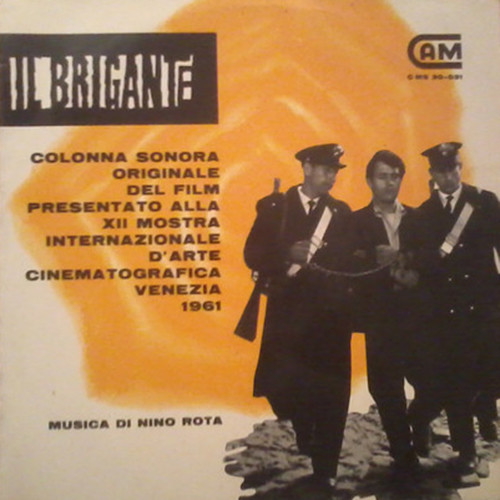 IL BRIGANTE
CAM
CMS 30-031
COLONNA SONORA
ORIGINALE
DEL FILM
PRESENTATO ALLA
XII MOSTRA
INTERNAZIONALE
D'ARTE
CINEMATOGRAFICA
VENEZIA
1961
MUSICA DI NINO ROTA